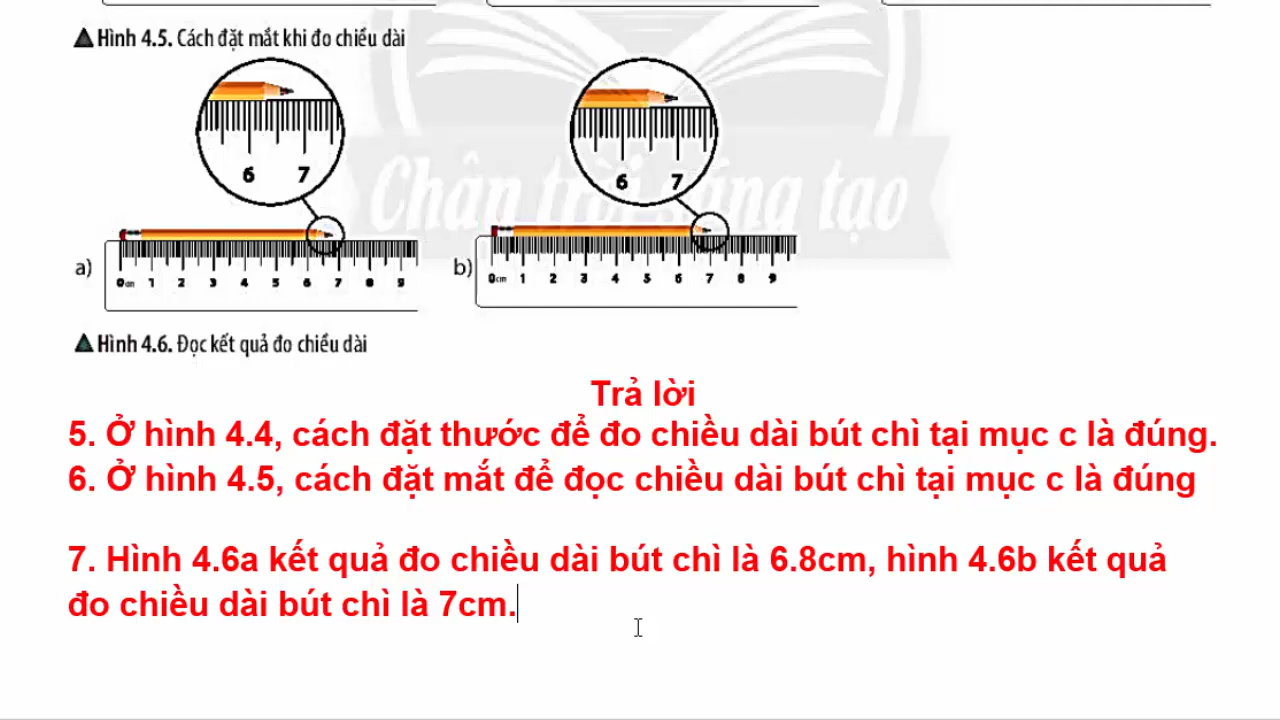 Hình 4.5. Cách đặt mắt khi đo chiều dài
6 7
6 7
Chân trời sáng tạo
a) 0cm 1 2 3 4 5 6 7 8 9
b) 0cm 1 2 3 4 5 6 7 8 9
Hình 4.6. Đọc kết quả đo chiều dài
Trả lời
5. Ở hình 4.4, cách đặt thước để đo chiều dài bút chì tại mục c là đúng.
6. Ở hình 4.5, cách đặt mắt để đọc chiều dài bút chì tại mục c là đúng
7. Hình 4.6a kết quả đo chiều dài bút chì là 6.8cm, hình 4.6b kết quả
đo chiều dài bút chì là 7cm.